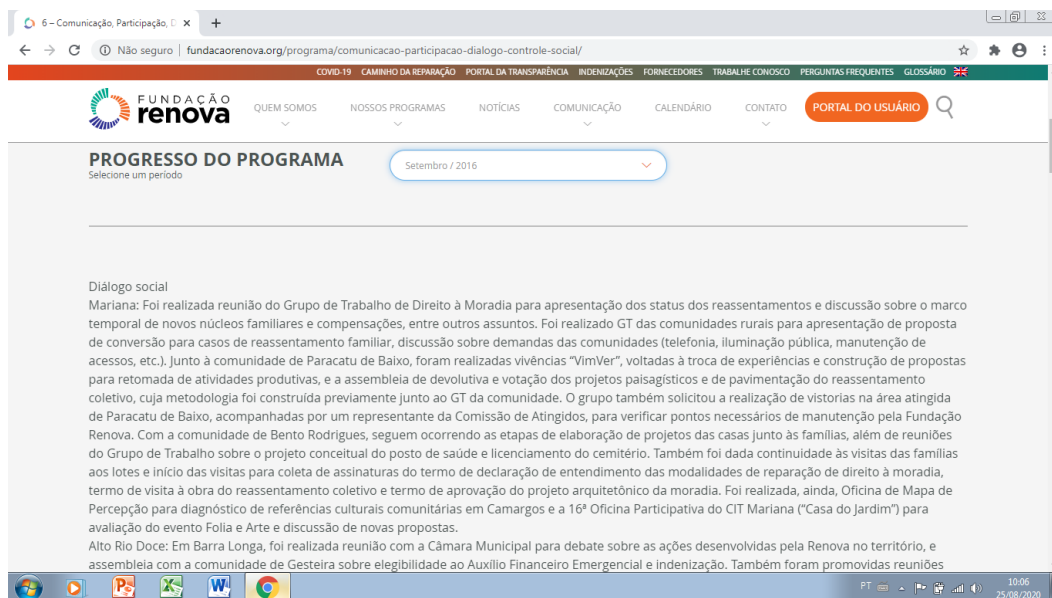 6 – Comunicação, Participação, D
Não seguro | fundacaorenova.org/programa/comunicacao-participacao-dialogo-controle-social/
COVID-19 CAMINHO DA REPARAÇÃO PORTAL DA TRANSPARÊNCIA INDENIZAÇÕES FORNECEDORES TRABALHE CONOSCO PERGUNTAS FREQUENTES GLOSSÁRIO
FUNDAÇÃO
renova
QUEM SOMOS NOSSOS PROGRAMAS NOTÍCIAS COMUNICAÇÃO CALENDÁRIO CONTATO PORTAL DO USUÁRIO
PROGRESSO DO PROGRAMA
Selecione um período
Setembro / 2016
Diálogo social
Mariana: Foi realizada reunião do Grupo de Trabalho de Direito à Moradia para apresentação dos status dos reassentamentos e discussão sobre o marco
temporal de novos núcleos familiares e compensações, entre outros assuntos. Foi realizado GT das comunidades rurais para apresentação de proposta
de conversão para casos de reassentamento familiar, discussão sobre demandas das comunidades (telefonia, iluminação pública, manutenção de
acessos, etc.). Junto à comunidade de Paracatu de Baixo, foram realizadas vivências “VimVer”, voltadas à troca de experiências e construção de propostas
para retomada de atividades produtivas, e a assembleia de devolutiva e votação dos projetos paisagísticos e de pavimentação do reassentamento
coletivo, cuja metodologia foi construída previamente junto ao GT da comunidade. O grupo também solicitou a realização de vistorias na área atingida
de Paracatu de Baixo, acompanhadas por um representante da Comissão de Atingidos, para verificar pontos necessários de manutenção pela Fundação
Renova. Com a comunidade de Bento Rodrigues, seguem ocorrendo as etapas de elaboração de projetos das casas junto às famílias, além de reuniões
do Grupo de Trabalho sobre o projeto conceitual do posto de saúde e licenciamento do cemitério. Também foi dada continuidade às visitas das famílias
aos lotes e início das visitas para coleta de assinaturas do termo de declaração de entendimento das modalidades de reparação de direito à moradia,
termo de visita à obra do reassentamento coletivo e termo de aprovação do projeto arquitetônico da moradia. Foi realizada, ainda, Oficina de Mapa de
Percepção para diagnóstico de referências culturais comunitárias em Camargos e a 16ª Oficina Participativa do CIT Mariana (“Casa do Jardim”) para
avaliação do evento Folia e Arte e discussão de novas propostas.
Alto Rio Doce: Em Barra Longa, foi realizada reunião com a Câmara Municipal para debate sobre as ações desenvolvidas pela Renova no território, e
assembleia com a comunidade de Gesteira sobre elegibilidade ao Auxílio Financeiro Emergencial e indenização. Também foram promovidas reuniões
PT
10:06
25/08/2020